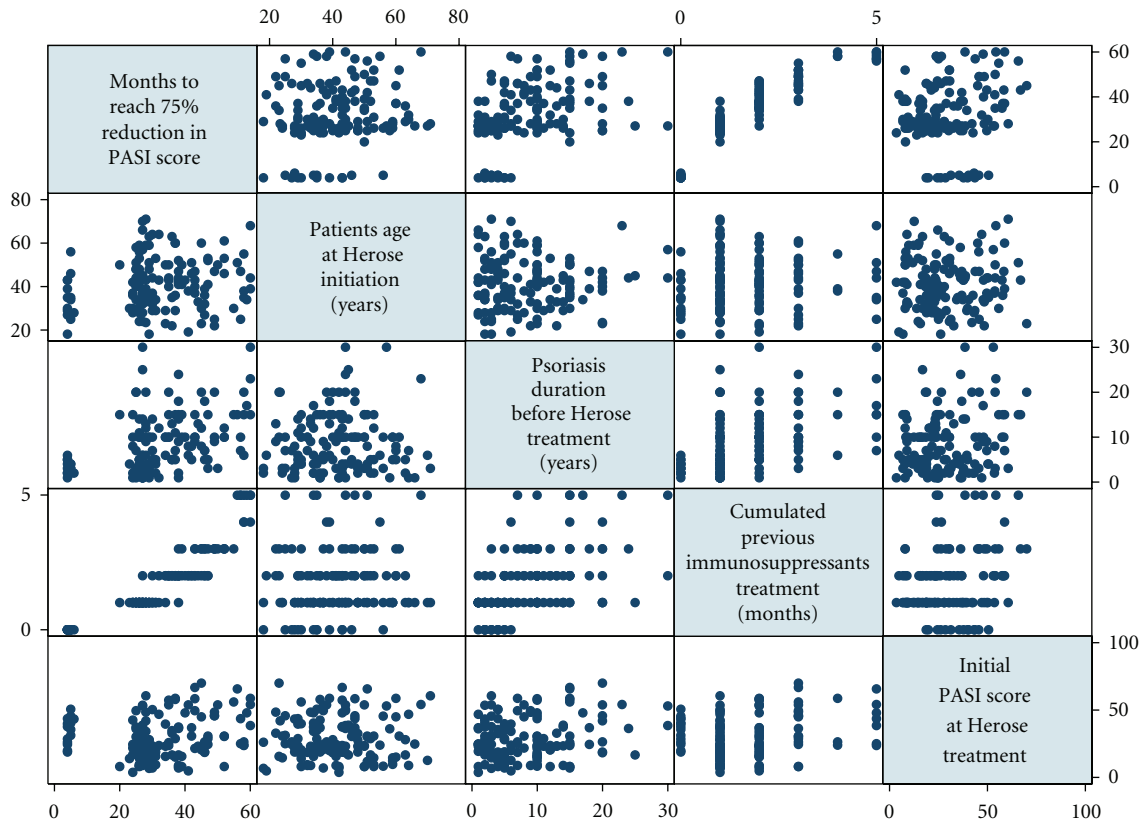 20 40 60 80 0 5
Months to
reach 75%
reduction in
PASI score
60
40
20
0
80
60
40
20
Patients age
at Herose
initiation
(years)
Psoriasis
duration
before Herose
treatment
(years)
30
20
10
0
5
0
Cumulated
previous
immunosuppressants
treatment
(months)
Initial
PASI score
at Herose
treatment
100
50
0
0 20 40 60 0 10 20 30 0 50 100